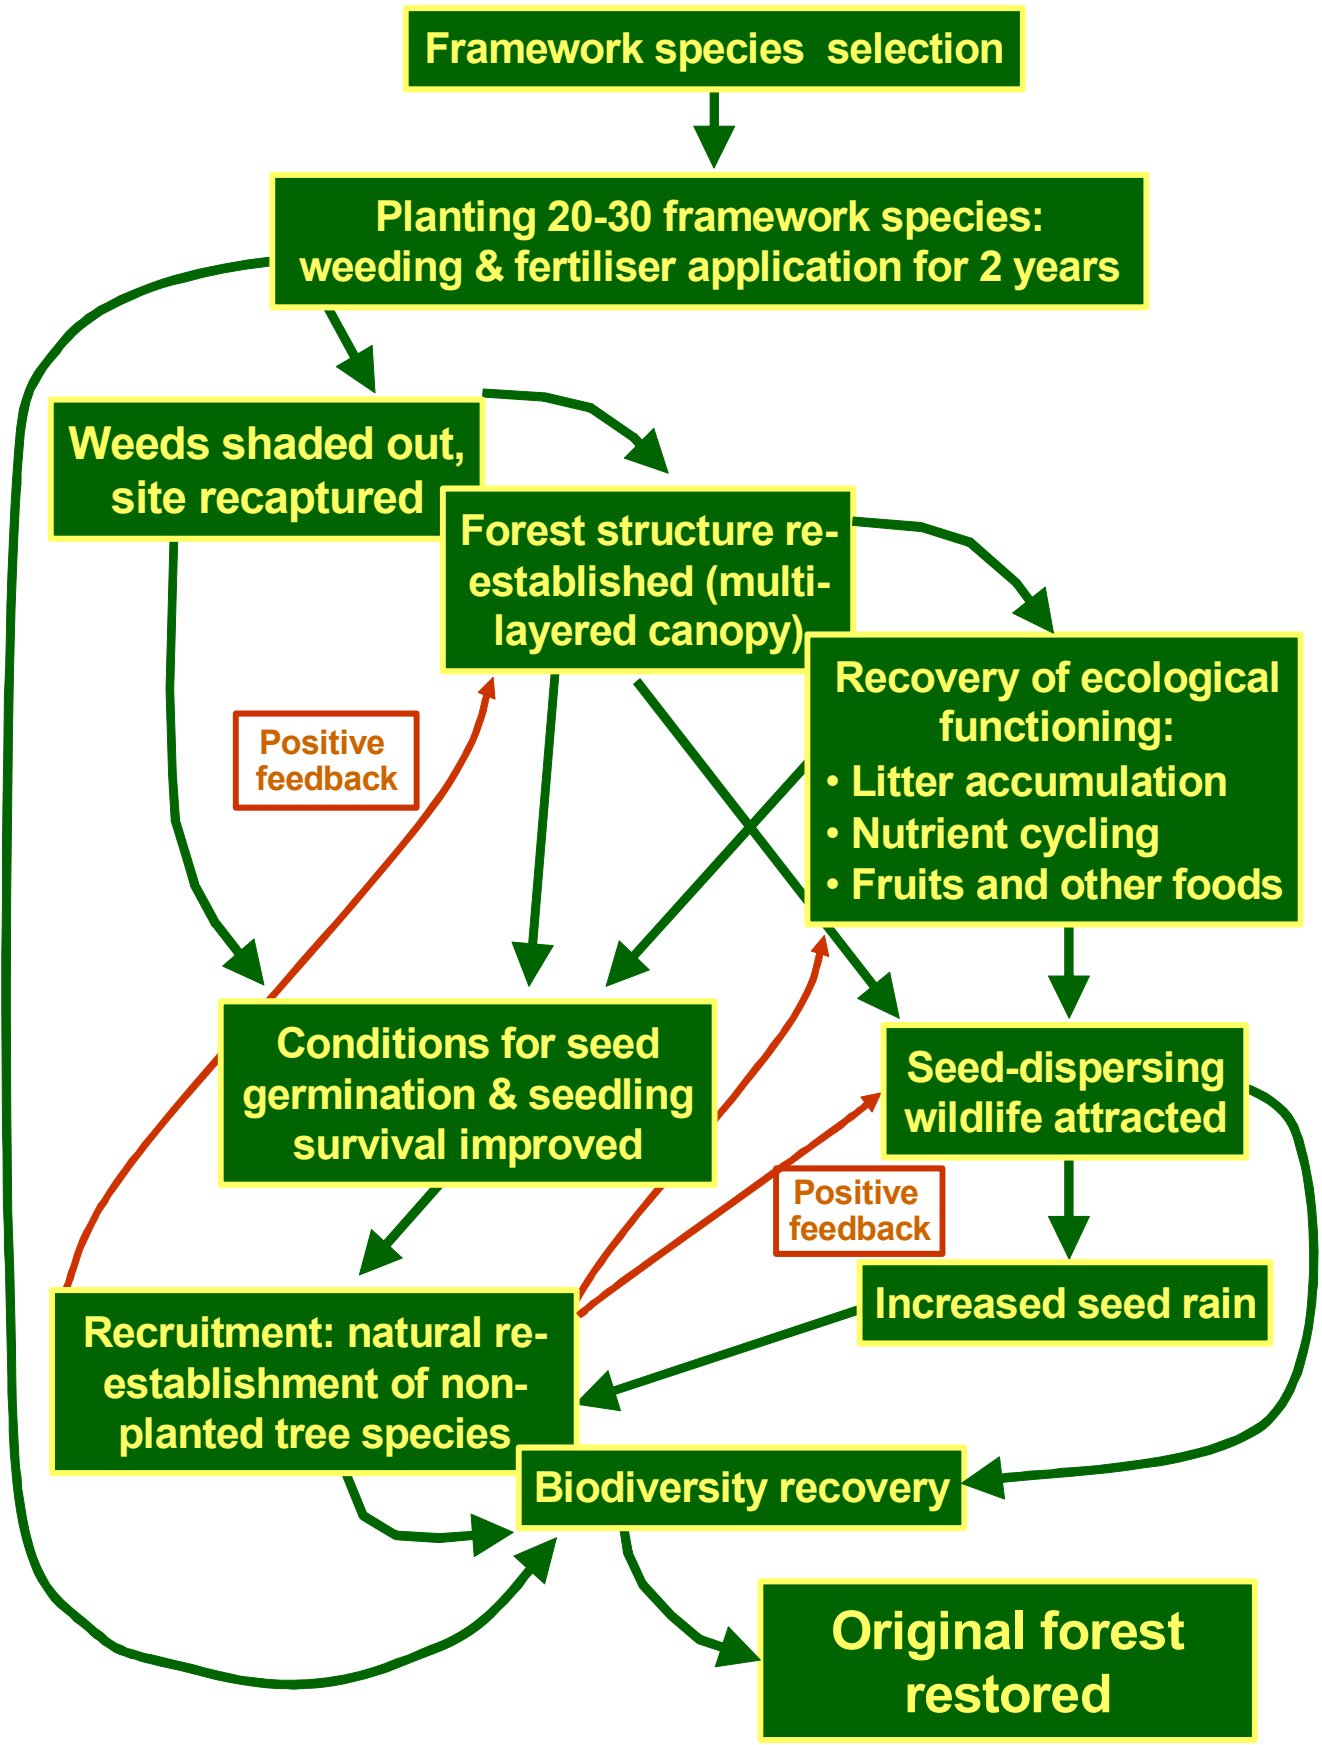 Framework species  selection
Planting 20-30 framework species:
weeding & fertiliser application for 2 years
Weeds shaded out,
site recaptured
Forest structure re-
established (multi-
layered canopy)
Recovery of ecological
functioning:
• Litter accumulation
• Nutrient cycling
• Fruits and other foods
Positive
feedback
Conditions for seed
germination & seedling
survival improved
Seed-dispersing
wildlife attracted
Positive
feedback
Increased seed rain
Recruitment: natural re-
establishment of non-
planted tree species
Biodiversity recovery
Original forest
restored